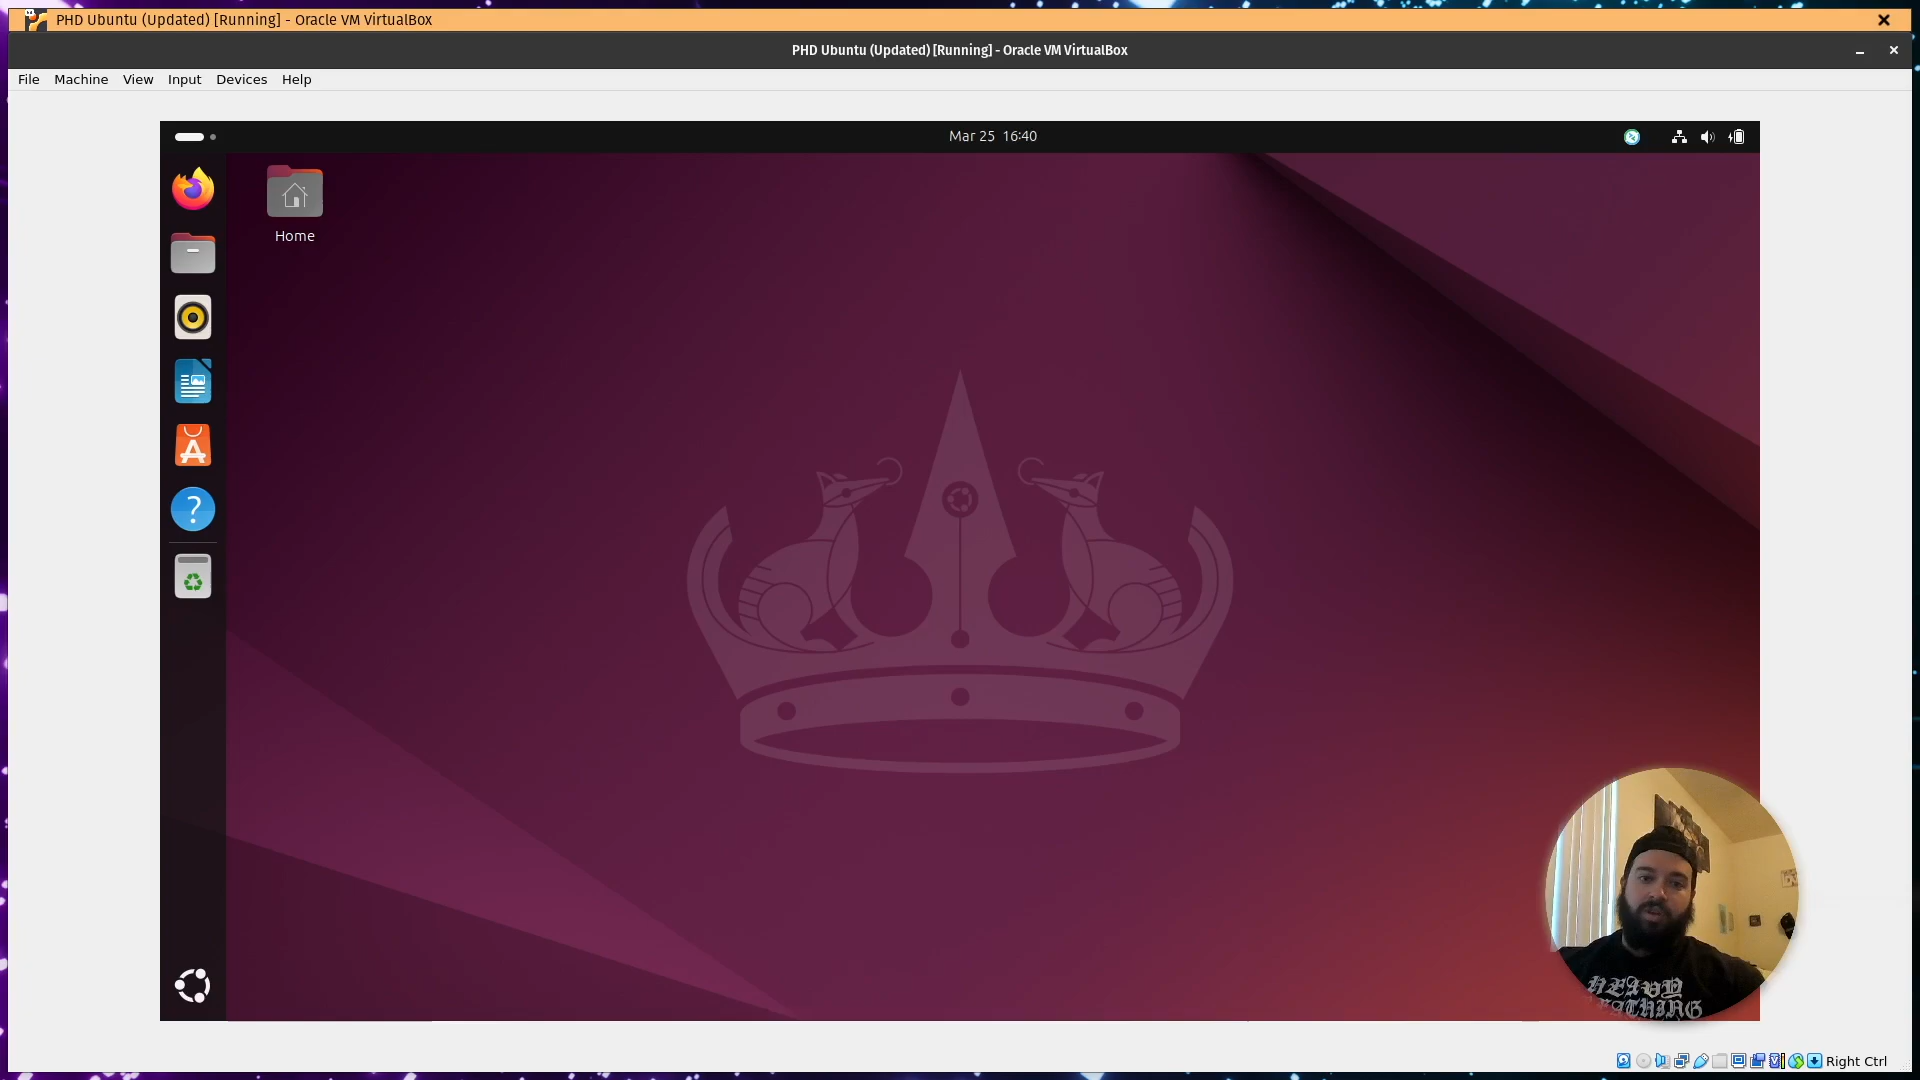 PHD Ubuntu (Updated) [Running] - Oracle VM VirtualBox
PHD Ubuntu (Updated) [Running] - Oracle VM VirtualBox
File Machine View Input Devices Help
Mar 25 16:40
Home
HEAVY
Right Ctrl